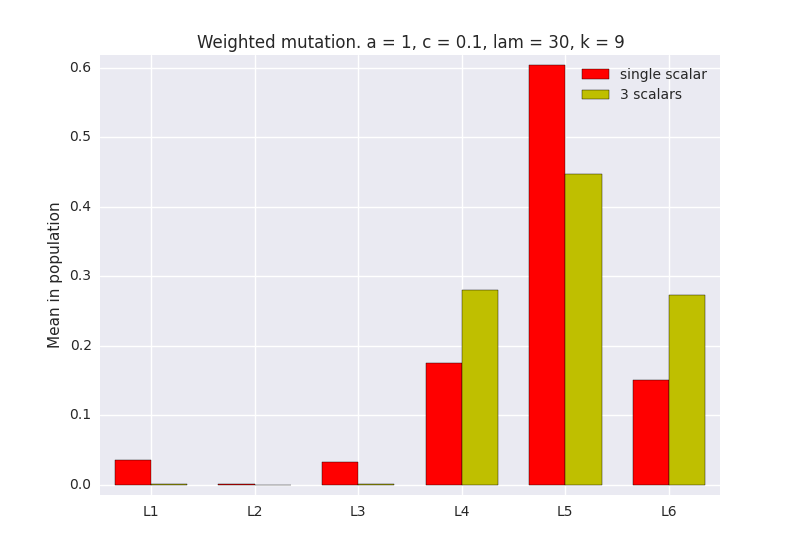 Weighted mutation. a = 1, c = 0.1, lam = 30, k = 9
single scalar
3 scalars
Mean in population
0.6
0.5
0.4
0.3
0.2
0.1
0.0
L1 L2 L3 L4 L5 L6